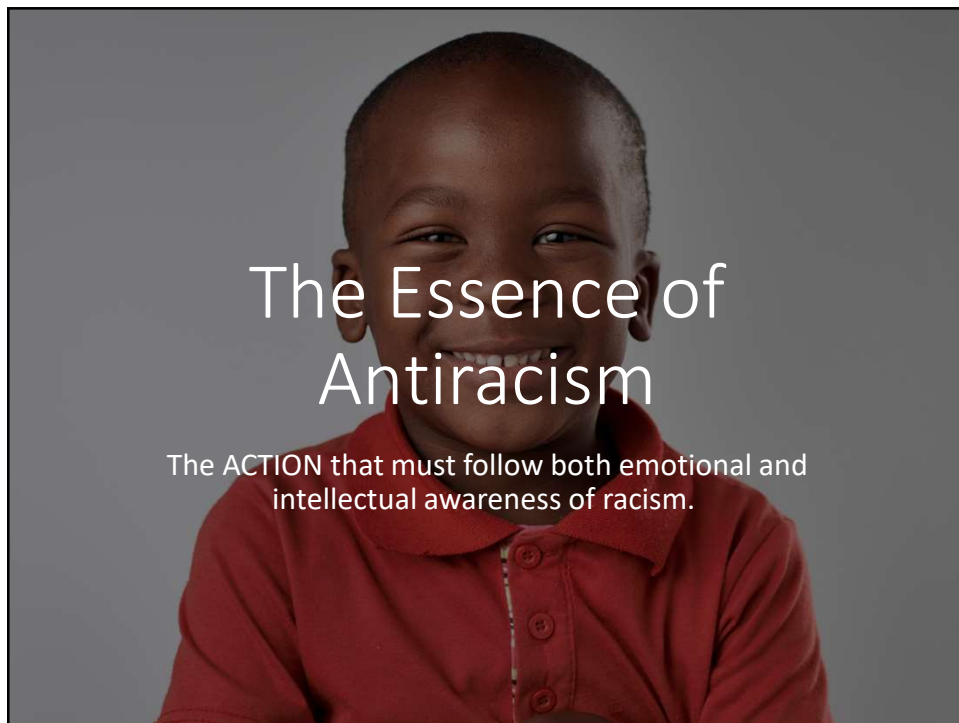 The Essence of
Antiracism
The ACTION that must follow both emotional and
intellectual awareness of racism.